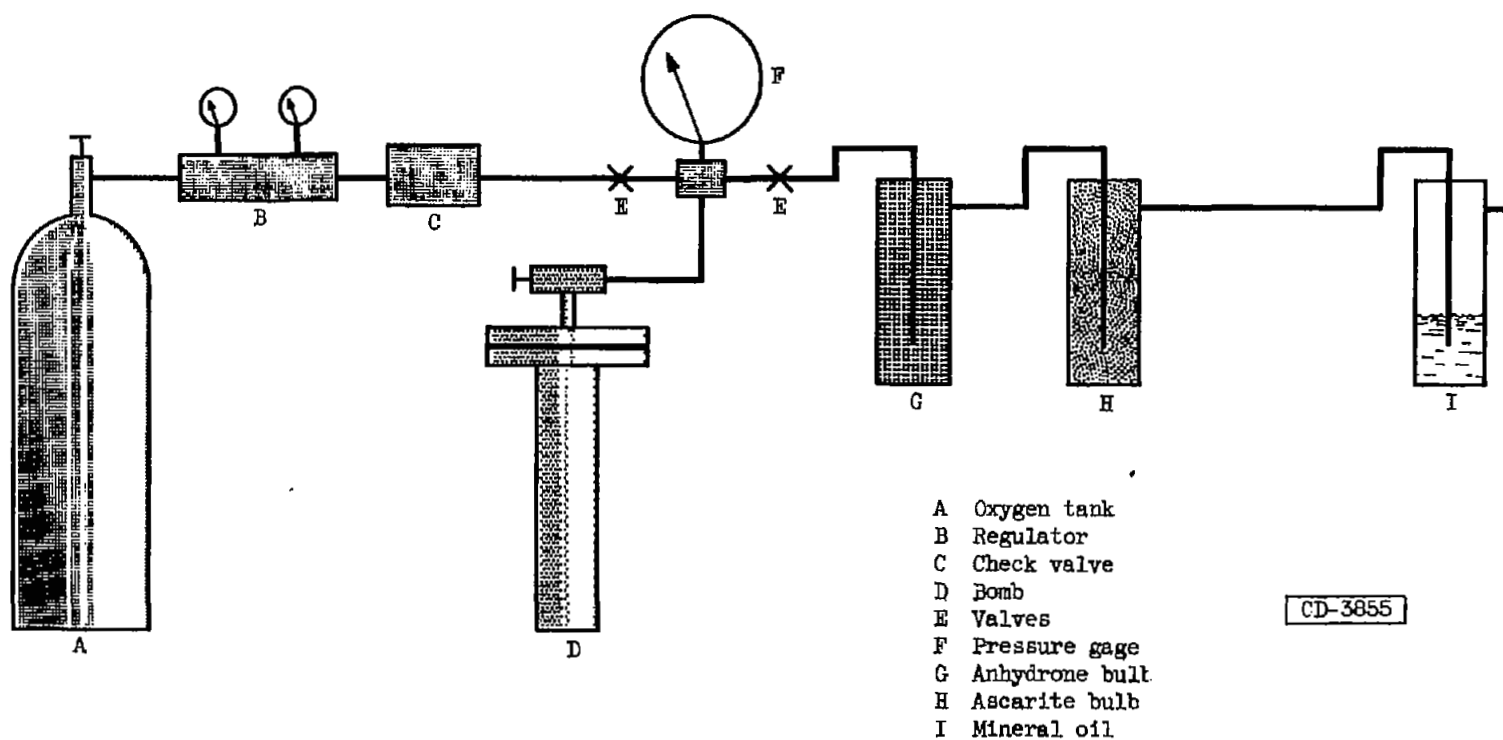 F
B
C
E
E
G
H
I
A
D
A Oxygen tank
B Regulator
C Check valve
D Bomb
E Valves
F Pressure gage
G Anhydrone bulb
H Ascarite bulb
I Mineral oil
CD-3855